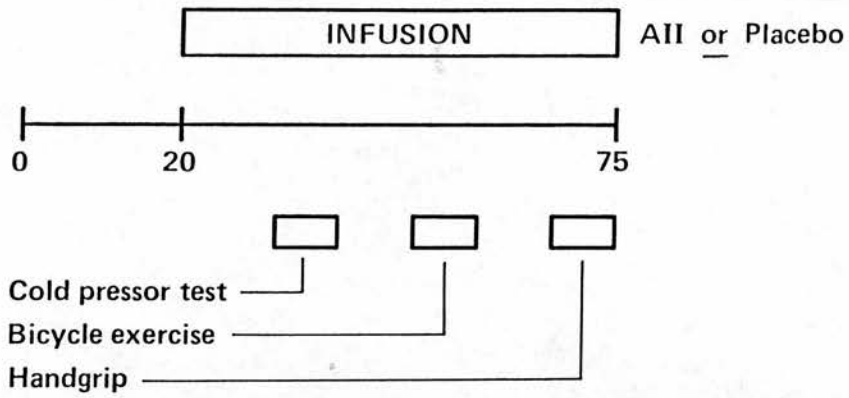 INFUSION AII or Placebo
0 20 75
Cold pressor test
Bicycle exercise
Handgrip